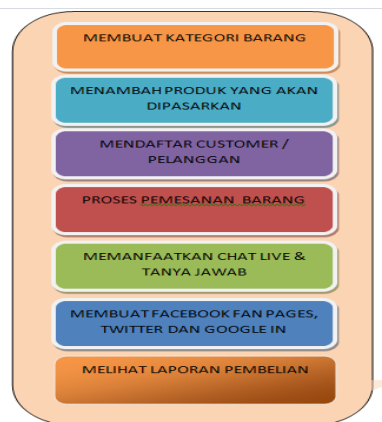 MEMBUAT KATEGORI BARANG
MENAMBAH PRODUK YANG AKAN
DIPASARKAN
MENDAFTAR CUSTOMER /
PELANGGAN
PROSES PEMESANAN BARANG
MEMANFAATKAN CHAT LIVE &
TANYA JAWAB
MEMBUAT FACEBOOK FAN PAGES,
TWITTER DAN GOOGLE IN
MELIHAT LAPORAN PEMBELIAN